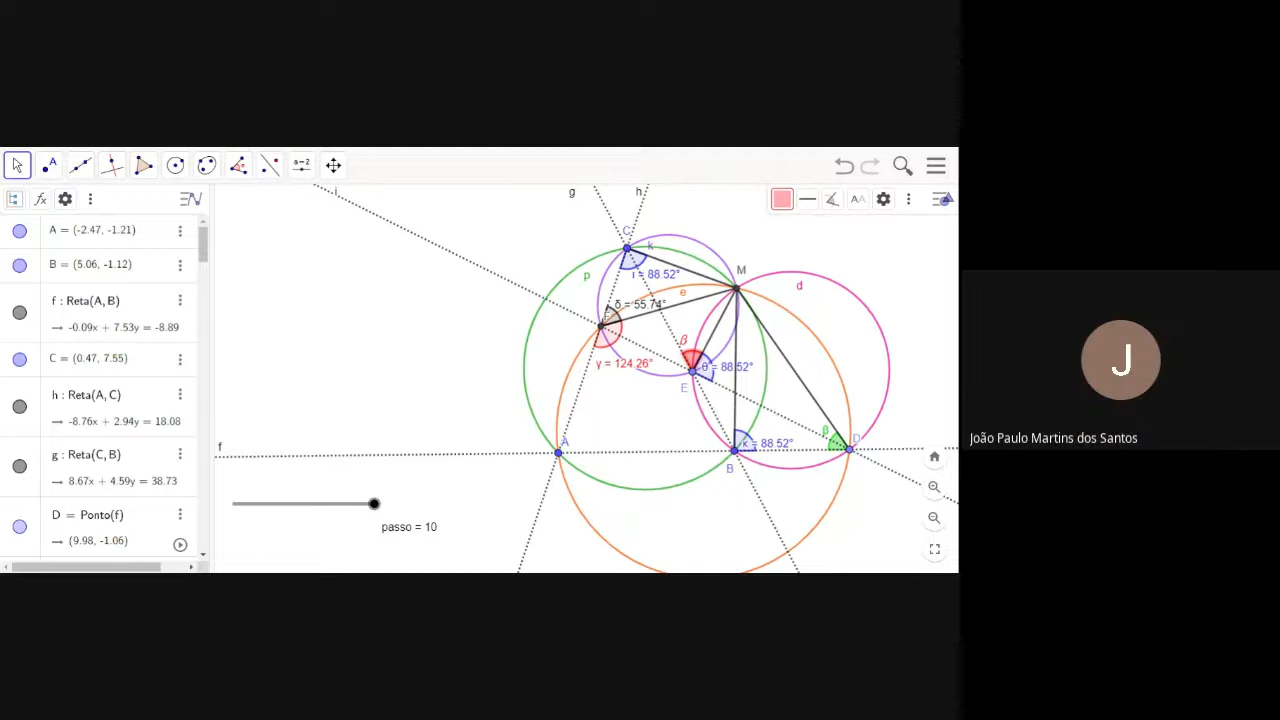 A = (-2.47, -1.21)
B = (5.06, -1.12)
f : Reta(A, B)
→ -0.09x + 7.53y = -8.89
C = (0.47, 7.55)
h : Reta(A, C)
→ -8.76x + 2.94y = 18.08
g : Reta(C, B)
→ 8.67x + 4.59y = 38.73
D = Ponto(f)
→ (9.98, -1.06)
a=2
AA
i
g
h
C
k
p
M
d
e
ι = 88.52°
δ = 55.74°
F
β
γ = 124.26°
θ = 88.52°
E
β
D
κ = 88.52°
A
B
f
passo = 10
J
João Paulo Martins dos Santos